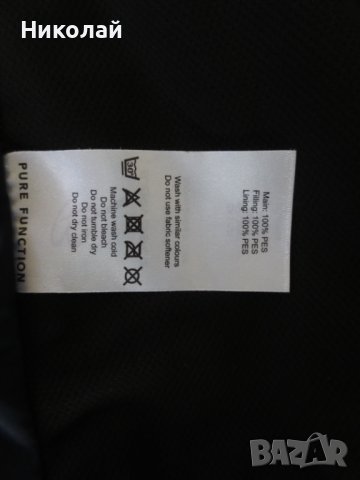 Николай
PURE FUNCTION
30°
Machine wash cold
Do not bleach
Do not iron
Do not tumble dry
Do not dry clean
Wash with similar colours
Do not use fabric softener
Main: 100% PES
Filling: 100% PES
Lining: 100% PES
BAZAR